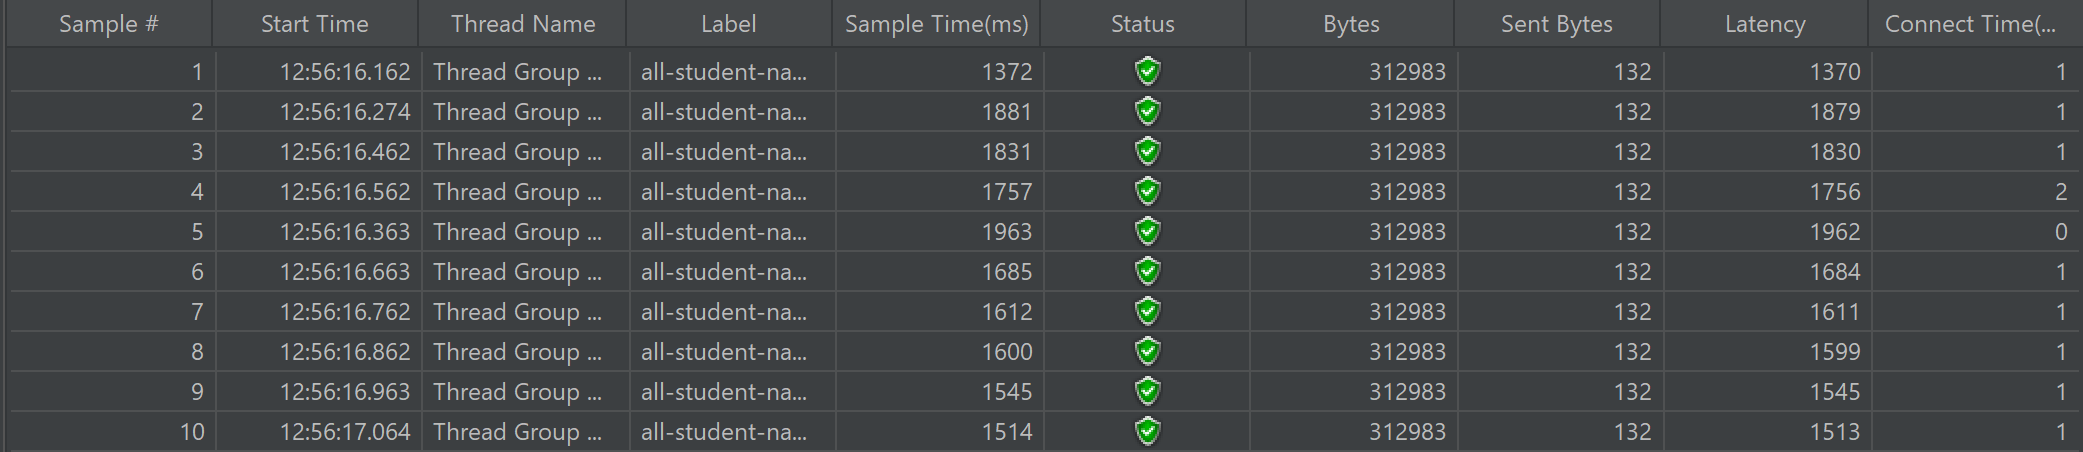 Sample # Start Time Thread Name Label Sample Time(ms) Status Bytes Sent Bytes Latency Connect Time(...
1 12:56:16.162 Thread Group ... all-student-na... 1372 312983 132 1370 1
2 12:56:16.274 Thread Group ... all-student-na... 1881 312983 132 1879 1
3 12:56:16.462 Thread Group ... all-student-na... 1831 312983 132 1830 1
4 12:56:16.562 Thread Group ... all-student-na... 1757 312983 132 1756 2
5 12:56:16.363 Thread Group ... all-student-na... 1963 312983 132 1962 0
6 12:56:16.663 Thread Group ... all-student-na... 1685 312983 132 1684 1
7 12:56:16.762 Thread Group ... all-student-na... 1612 312983 132 1611 1
8 12:56:16.862 Thread Group ... all-student-na... 1600 312983 132 1599 1
9 12:56:16.963 Thread Group ... all-student-na... 1545 312983 132 1545 1
10 12:56:17.064 Thread Group ... all-student-na... 1514 312983 132 1513 1